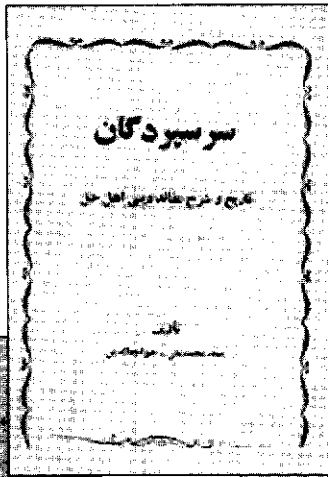 سرسپردگان
تاریخ و شرح عقاید دینی اهل حق
تألیف
سید محمدعلی خواجه‌الدین